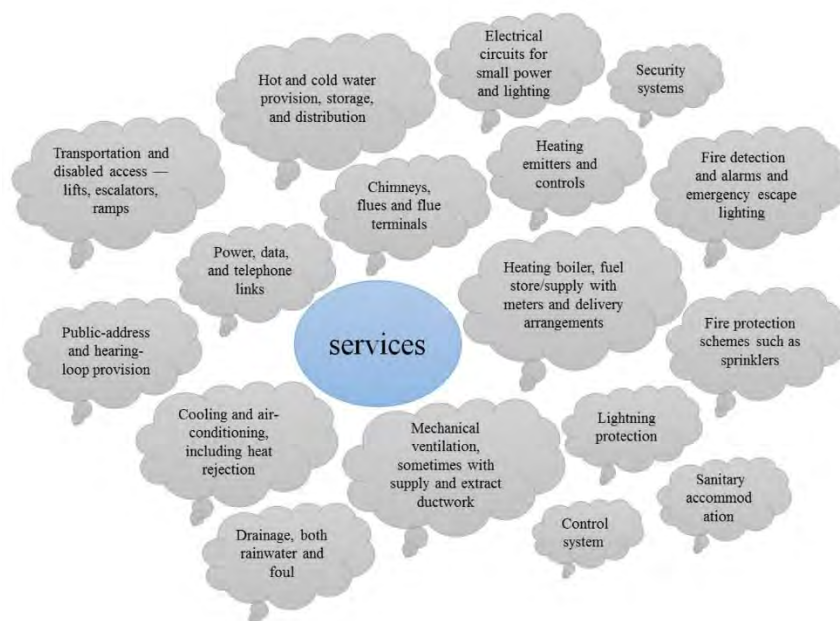 Electrical
circuits for
small power
and lighting
Security
systems
Hot and cold water
provision, storage,
and distribution
Transportation and
disabled access —
lifts, escalators,
ramps
Heating
emitters and
controls
Fire detection
and alarms and
emergency escape
lighting
Chimneys,
flues and flue
terminals
Power, data,
and telephone
links
Heating boiler, fuel
store/supply with
meters and delivery
arrangements
Public-address
and hearing-
loop provision
services
Fire protection
schemes such as
sprinklers
Cooling and air-
conditioning,
including heat
rejection
Mechanical
ventilation,
sometimes with
supply and extract
ductwork
Lightning
protection
Sanitary
accommod
ation
Drainage, both
rainwater and
foul
Control
system